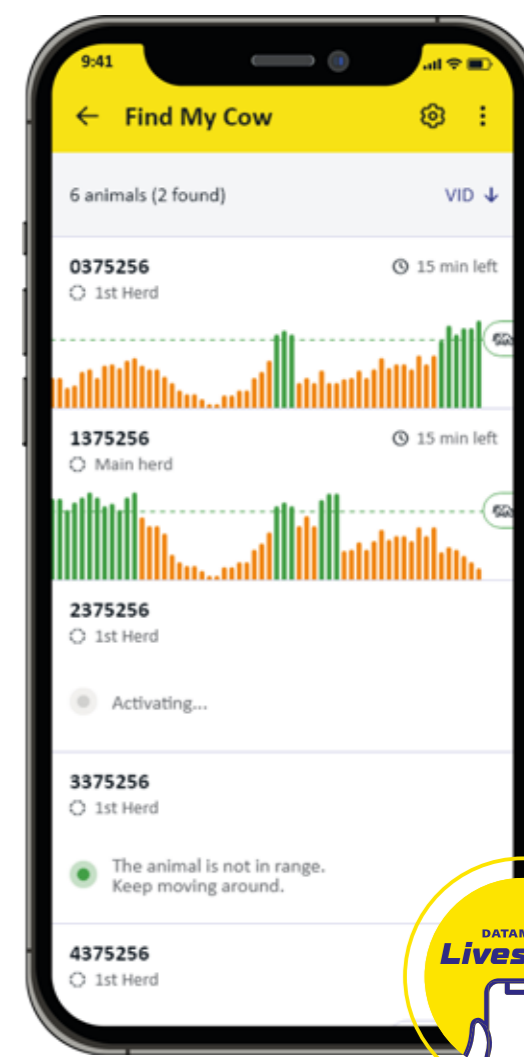 9:41
Find My Cow
6 animals (2 found) VID
0375256 15 min left
1st Herd
1375256 15 min left
Main herd
2375256
1st Herd
Activating...
3375256
1st Herd
The animal is not in range.
Keep moving around.
4375256
1st Herd